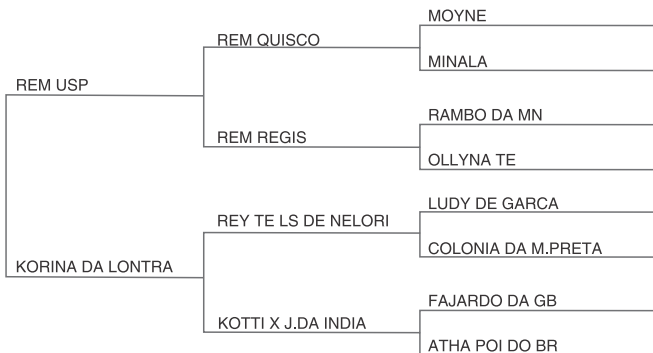 MOYNE
REM QUISCO
MINALA
REM USP
RAMBO DA MN
REM REGIS
OLLYNA TE
LUDY DE GARCA
REY TE LS DE NELORI
COLONIA DA M.PRETA
KORINA DA LONTRA
FAJARDO DA GB
KOTTI X J.DA INDIA
ATHA POI DO BR